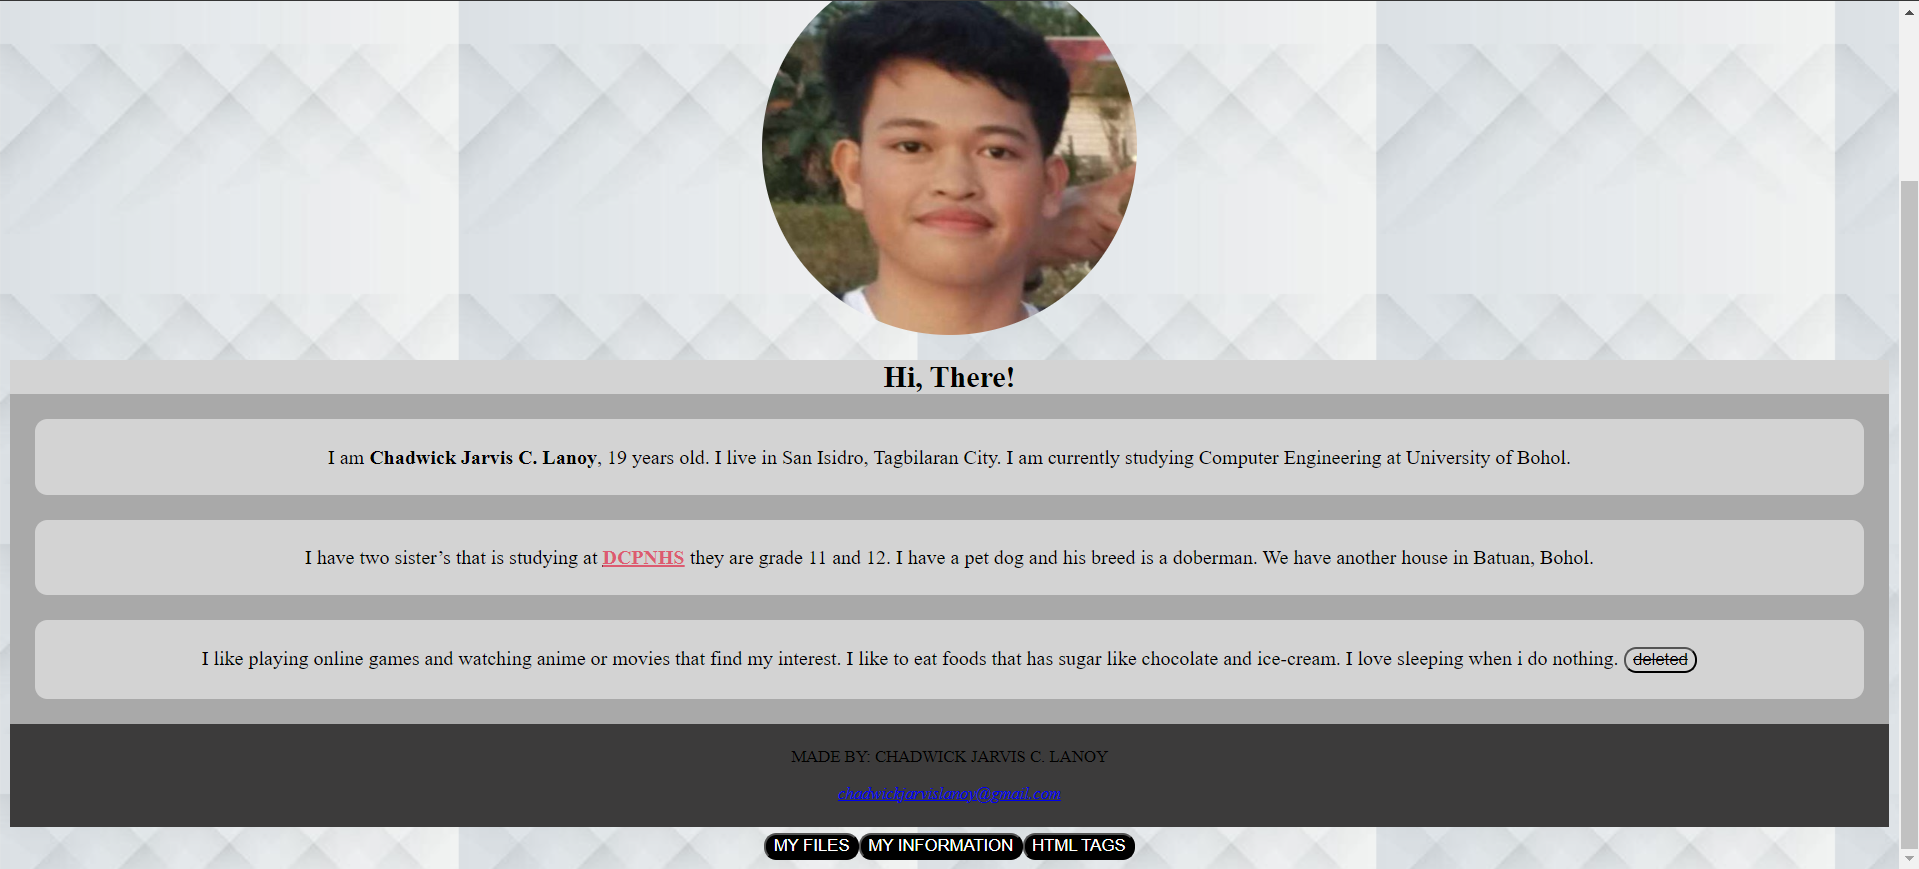 Hi, There!
I am Chadwick Jarvis C. Lanoy, 19 years old. I live in San Isidro, Tagbilaran City. I am currently studying Computer Engineering at University of Bohol.
I have two sister’s that is studying at DCPNHS they are grade 11 and 12. I have a pet dog and his breed is a doberman. We have another house in Batuan, Bohol.
I like playing online games and watching anime or movies that find my interest. I like to eat foods that has sugar like chocolate and ice-cream. I love sleeping when i do nothing. deleted
MADE BY: CHADWICK JARVIS C. LANOY
chadwickjarvislanoy@gmail.com
MY FILES MY INFORMATION HTML TAGS